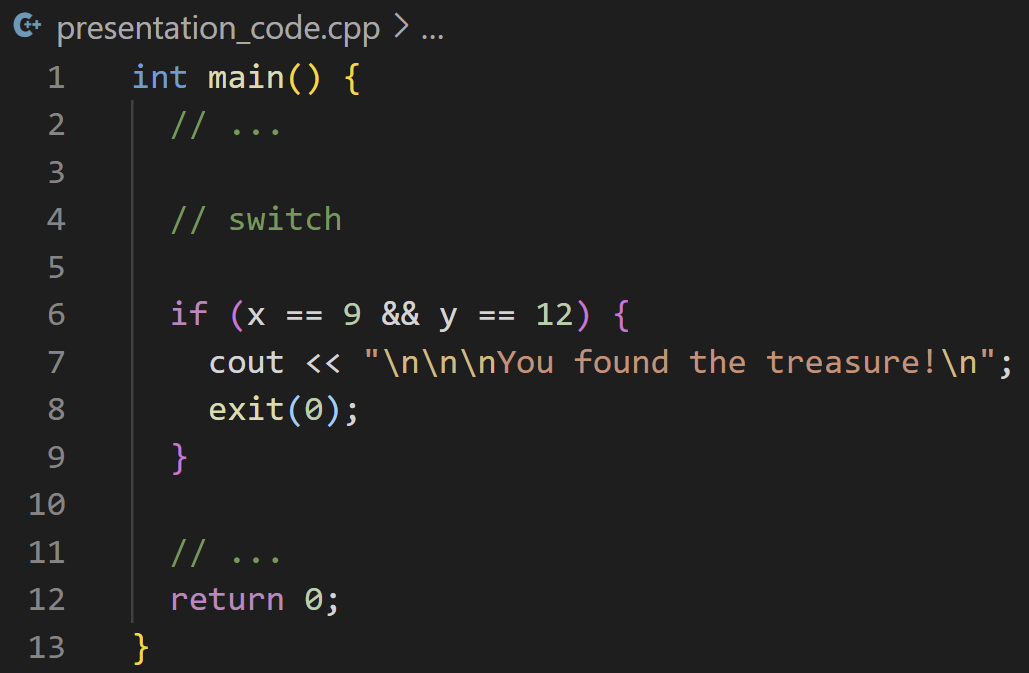 presentation_code.cpp > ...
1 int main() {
2 // ...
3
4 // switch
5
6 if (x == 9 && y == 12) {
7 cout << "\n\n\nYou found the treasure!\n";
8 exit(0);
9 }
10
11 // ...
12 return 0;
13 }